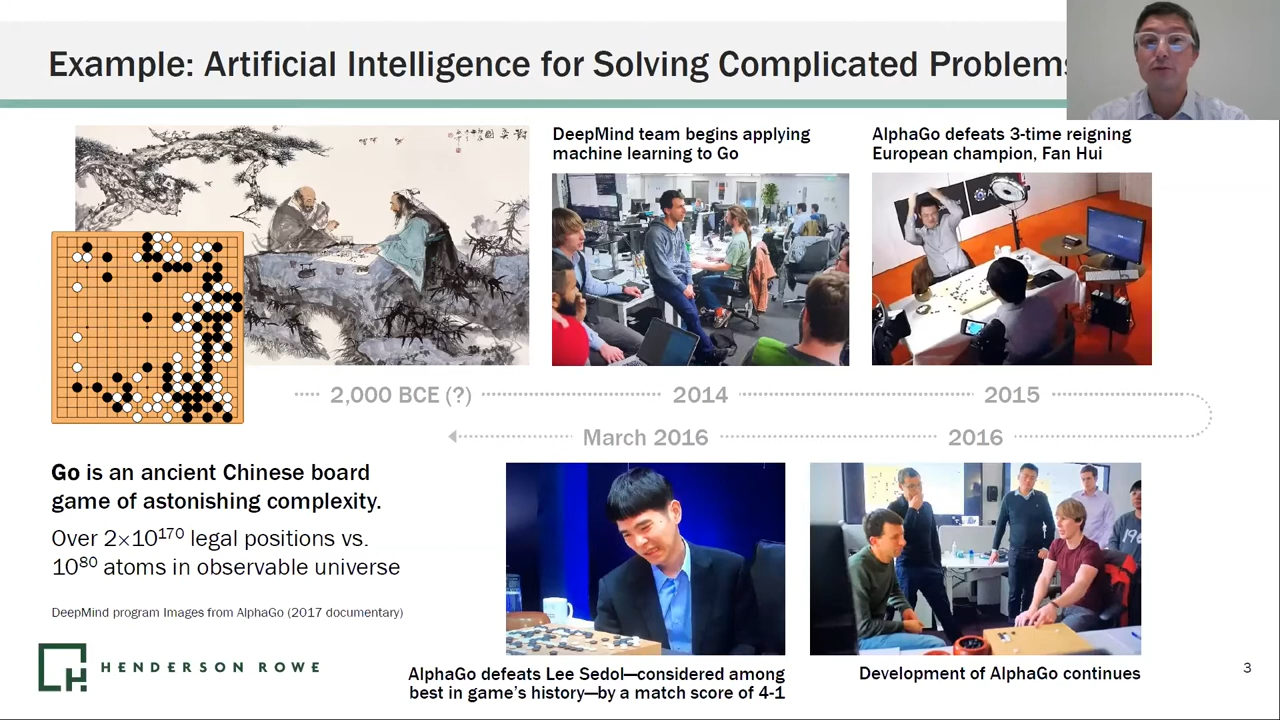 Example: Artificial Intelligence for Solving Complicated Problems
DeepMind team begins applying
machine learning to Go
AlphaGo defeats 3-time reigning
European champion, Fan Hui
2,000 BCE (?)
2014
2015
March 2016
2016
Go is an ancient Chinese board
game of astonishing complexity.
Over 2×10¹⁷⁰ legal positions vs.
10⁸⁰ atoms in observable universe
DeepMind program Images from AlphaGo (2017 documentary)
HENDERSON ROWE
AlphaGo defeats Lee Sedol—considered among
best in game's history—by a match score of 4-1
Development of AlphaGo continues
3